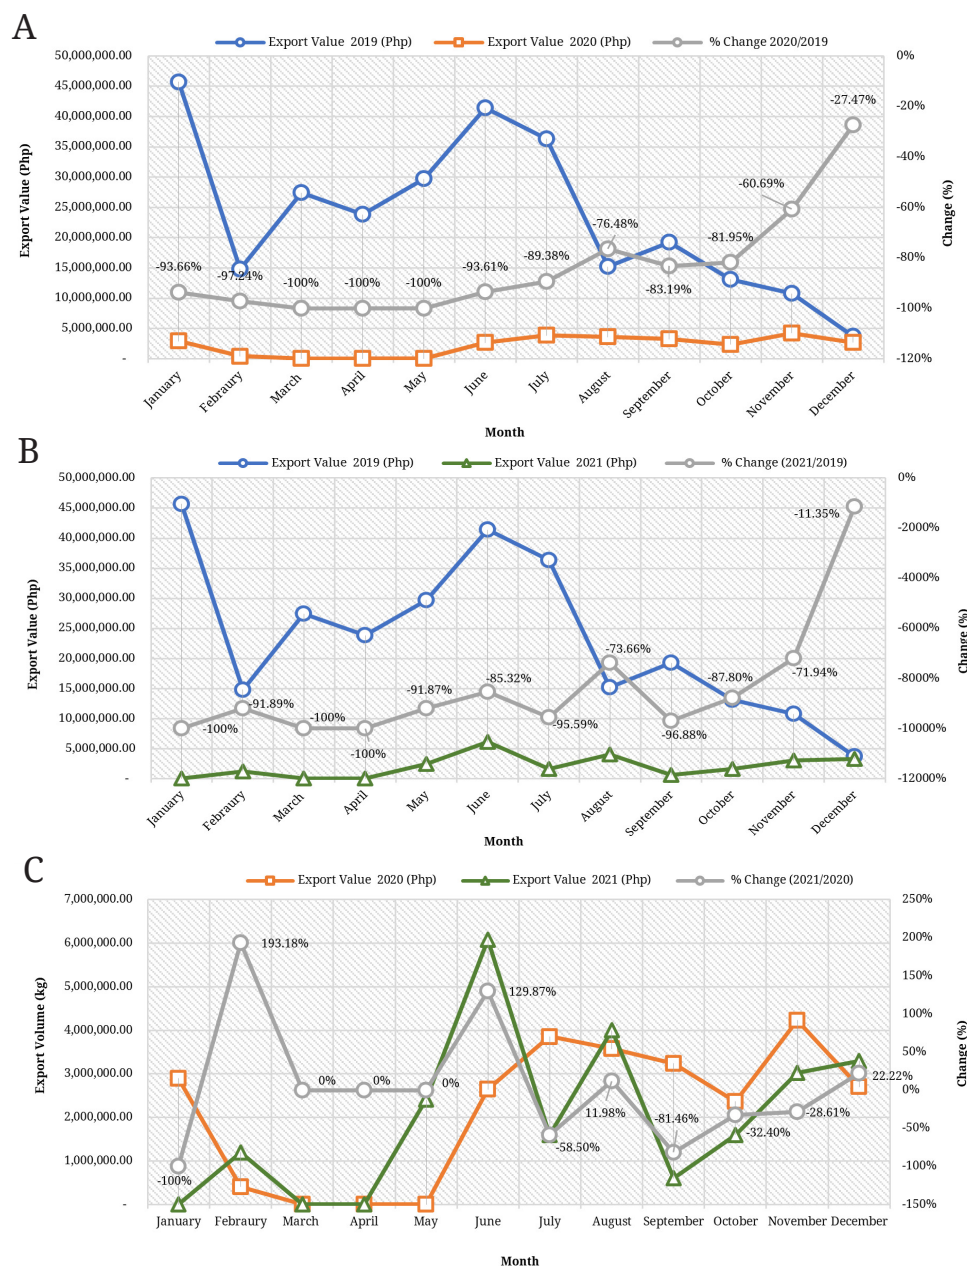 A
Export Value 2019 (Php) Export Value 2020 (Php) % Change 2020/2019
50,000,000.00 0%
45,000,000.00
-27.47% -20%
40,000,000.00
35,000,000.00 -40%
30,000,000.00
-60.69%
25,000,000.00 -60%
-76.48%
20,000,000.00 -81.95%
-89.38% -80%
15,000,000.00 -93.66% -97.24% -100% -100% -100% -93.61% -83.19%
10,000,000.00 -100%
5,000,000.00
- -120%
Export Value (Php)
Change (%)
January Febraury March April May June July August September October November December
Month
B
Export Value 2019 (Php) Export Value 2021 (Php) % Change (2021/2019)
50,000,000.00 0%
45,000,000.00 -11.35% -2000%
40,000,000.00
35,000,000.00 -4000%
30,000,000.00
25,000,000.00 -6000%
-73.66%
20,000,000.00 -71.94%
-91.87% -85.32% -87.80% -8000%
15,000,000.00 -91.89%
-100% -100% -95.59% -96.88%
10,000,000.00 -10000%
-100%
5,000,000.00
- -12000%
Export Value (Php)
Change (%)
January Febraury March April May June July August September October November December
Month
C
Export Value 2020 (Php) Export Value 2021 (Php) % Change (2021/2020)
7,000,000.00 250%
6,000,000.00 193.18% 200%
5,000,000.00 129.87% 150%
100%
4,000,000.00
50%
3,000,000.00 0% 0% 0% 22.22%
0%
2,000,000.00 11.98% -81.46% -28.61%
-58.50% -32.40% -50%
1,000,000.00 -100% -100%
- -150%
Export Volume (kg)
Change (%)
January Febraury March April May June July August September October November December
Month